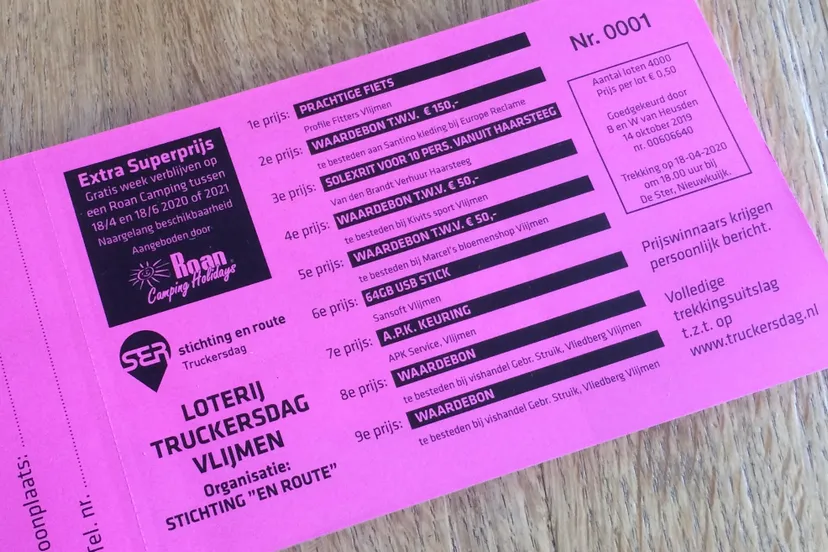 oonplaats:
Tel. nr.
Extra Superprijs
Gratis week verblijven op
een Roan Camping tussen
18/4 en 18/6 2020 of 2021
Naargelang beschikbaarheid
Aangeboden door
Roan
Camping Holidays
SER
stichting en route
Truckersdag
LOTERIJ
TRUCKERSDAG
VLIJMEN
Organisatie:
STICHTING "EN ROUTE"
1e prijs: PRACHTIGE FIETS
Profile Fitters Vlijmen
2e prijs: WAARDEBON T.W.V. € 150,-
te besteden aan Santino kleding bij Europe Reclame
3e prijs: SOLEXRIT VOOR 10 PERS. VANUIT HAARSTEEG
Van den Brandt Verhuur Haarsteeg
4e prijs: WAARDEBON T.W.V. € 50,-
te besteden bij Kivits sport Vlijmen
5e prijs: WAARDEBON T.W.V. € 50,-
te besteden bij Marcel's bloemenshop Vlijmen
6e prijs: 64GB USB STICK
Sansoft Vlijmen
7e prijs: A.P.K. KEURING
APK Service, Vlijmen
8e prijs: WAARDEBON
te besteden bij vishandel Gebr. Struik, Vliedberg Vlijmen
9e prijs: WAARDEBON
te besteden bij vishandel Gebr. Struik, Vliedberg Vlijmen
Nr. 0001
Aantal loten 4000
Prijs per lot € 0,50
Goedgekeurd door
B en W van Heusden
14 oktober 2019
nr. 00606640
Trekking op 18-04-2020
om 18.00 uur bij
De Ster, Nieuwkuijk.
Prijswinnaars krijgen
persoonlijk bericht.
Volledige
trekkingsuitslag
t.z.t. op
www.truckersdag.nl